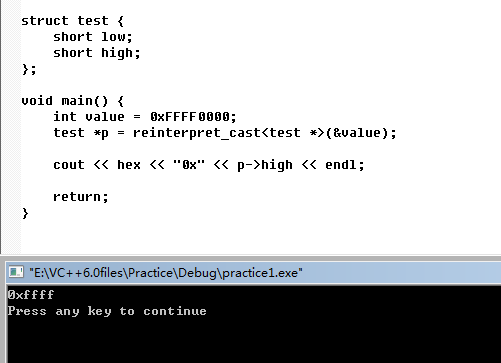 struct test {
    short low;
    short high;
};
void main() {
    int value = 0xFFFF0000;
    test *p = reinterpret_cast<test *>(&value);
    cout << hex << "0x" << p->high << endl;
    return;
}
"E:\VC++6.0files\Practice\Debug\practice1.exe"
0xffff
Press any key to continue